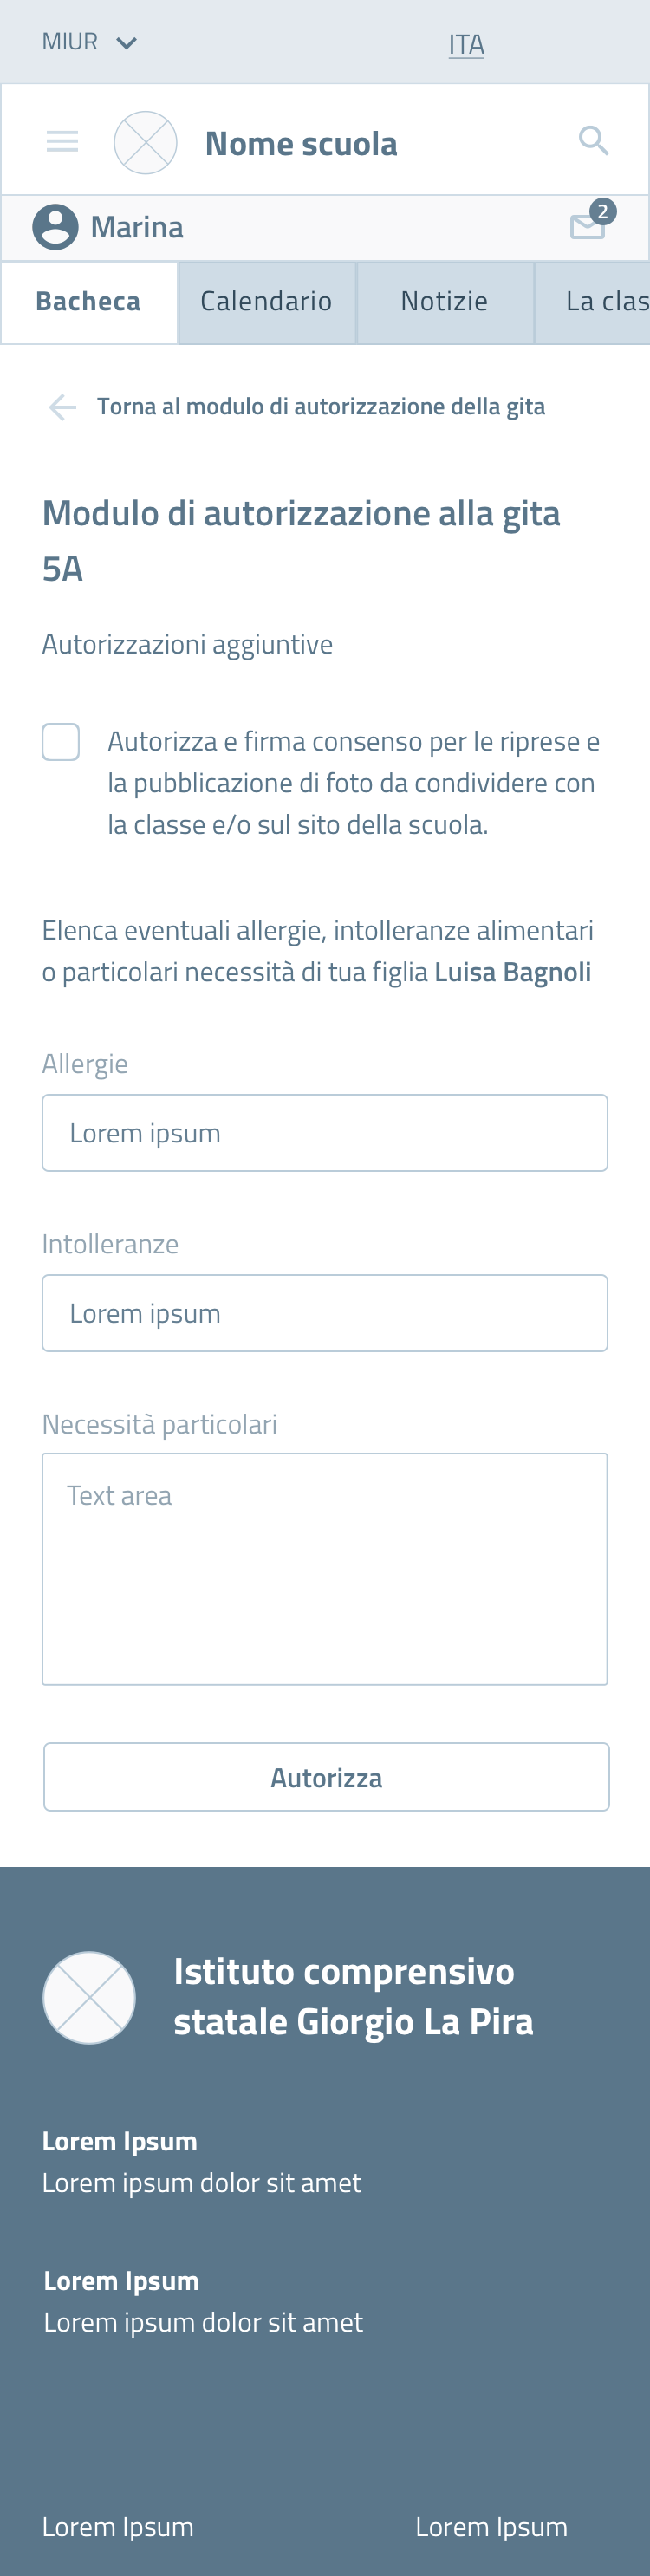 MIUR
ITA
Nome scuola
Marina
2
Bacheca
Calendario
Notizie
La clas
Torna al modulo di autorizzazione della gita
Modulo di autorizzazione alla gita
5A
Autorizzazioni aggiuntive
Autorizza e firma consenso per le riprese e
la pubblicazione di foto da condividere con
la classe e/o sul sito della scuola.
Elenca eventuali allergie, intolleranze alimentari
o particolari necessità di tua figlia Luisa Bagnoli
Allergie
Lorem ipsum
Intolleranze
Lorem ipsum
Necessità particolari
Text area
Autorizza
Istituto comprensivo
statale Giorgio La Pira
Lorem Ipsum
Lorem ipsum dolor sit amet
Lorem Ipsum
Lorem ipsum dolor sit amet
Lorem Ipsum
Lorem Ipsum